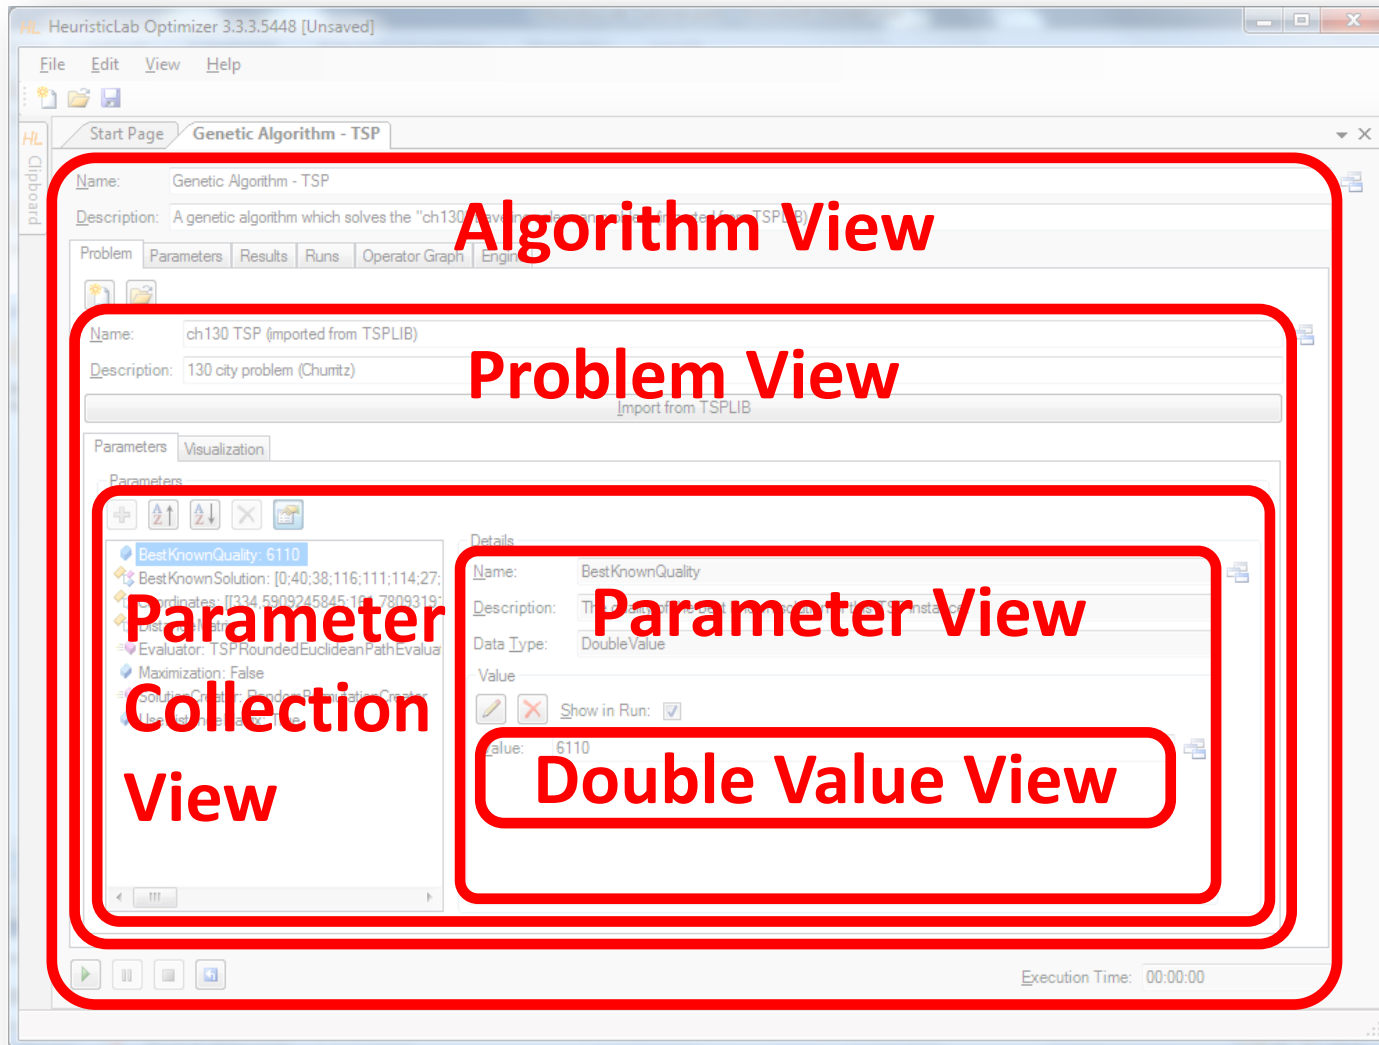 HL HeuristicLab Optimizer 3.3.3.5448 [Unsaved]
File Edit View Help
HL Clipboard
Start Page Genetic Algorithm - TSP
Name: Genetic Algorithm - TSP
Description: A genetic algorithm which solves the "ch130
Algorithm View
Problem Parameters Results Runs Operator Graph
Name: ch130 TSP (imported from TSPLIB)
Description: 130 city problem (Churritz)
Problem View
Import from TSPLIB
Parameters Visualization
Parameters
BestKnownQuality: 6110
BestKnownSolution: [0;40;38;116;111;114;27;
Evaluator: TSPRoundedEuclideanPathEvalua
Maximization: False
Parameter
Collection
View
Details
Name: BestKnownQuality
Description:
Parameter View
Data Type: DoubleValue
Value
Show in Run:
6110
Double Value View
Execution Time: 00:00:00